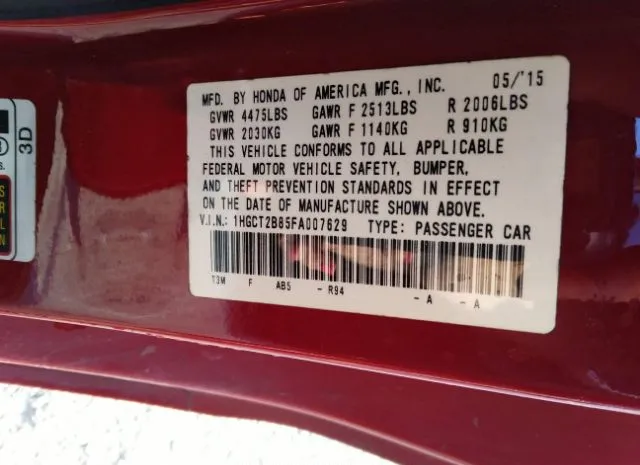 MFD. BY HONDA OF AMERICA MFG., INC. 05/'15
GVWR 4475LBS GAWR F 2513LBS R 2006LBS
GVWR 2030KG GAWR F 1140KG R 910KG
THIS VEHICLE CONFORMS TO ALL APPLICABLE
FEDERAL MOTOR VEHICLE SAFETY, BUMPER,
AND THEFT PREVENTION STANDARDS IN EFFECT
ON THE DATE OF MANUFACTURE SHOWN ABOVE.
V.I.N.: 1HGCT2B85FA007629 TYPE: PASSENGER CAR
T3M F AB5 - R94 - A - A
3D